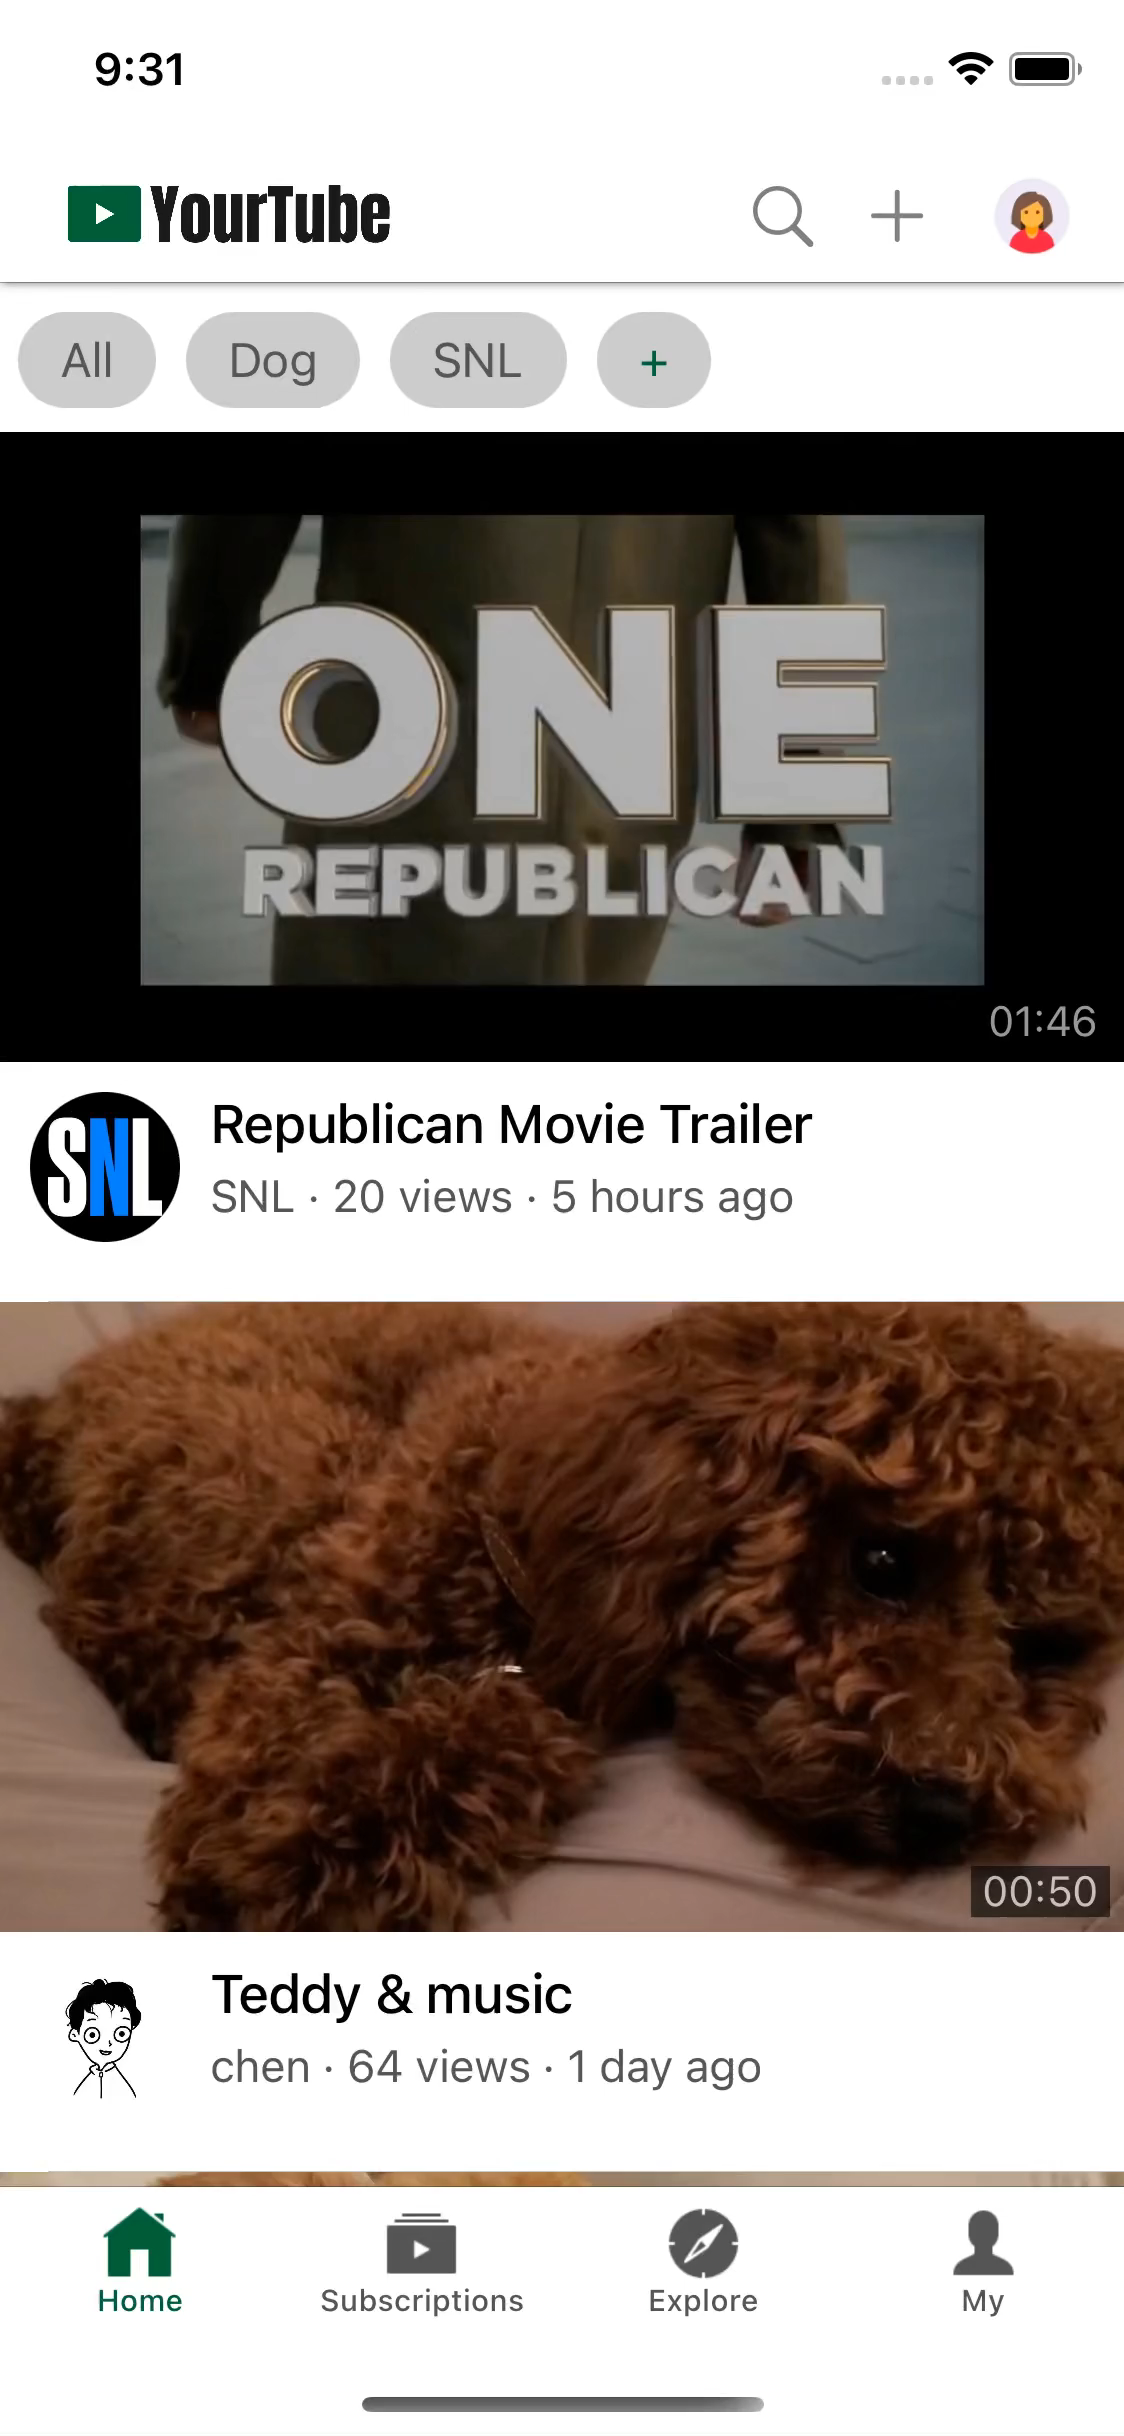 9:31
YourTube
All
Dog
SNL
+
ONE
REPUBLICAN
01:46
SNL
Republican Movie Trailer
SNL · 20 views · 5 hours ago
00:50
Teddy & music
chen · 64 views · 1 day ago
Home
Subscriptions
Explore
My